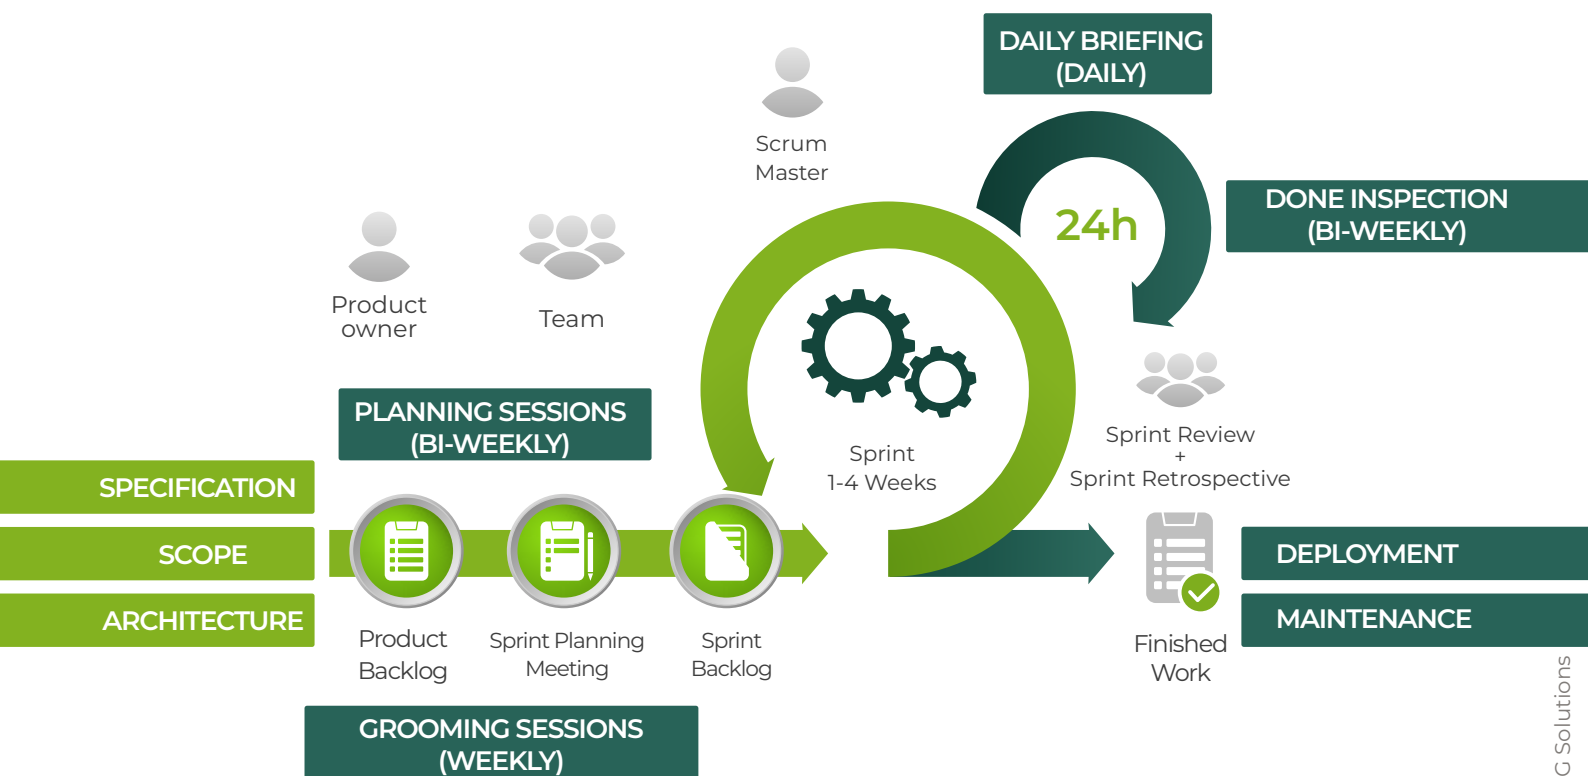 DAILY BRIEFING
(DAILY)
Scrum
Master
24h
DONE INSPECTION
(BI-WEEKLY)
Product
owner
Team
PLANNING SESSIONS
(BI-WEEKLY)
Sprint
1-4 Weeks
Sprint Review
+
Sprint Retrospective
SPECIFICATION
SCOPE
ARCHITECTURE
Product
Backlog
Sprint Planning
Meeting
Sprint
Backlog
Finished
Work
DEPLOYMENT
MAINTENANCE
GROOMING SESSIONS
(WEEKLY)
G Solutions